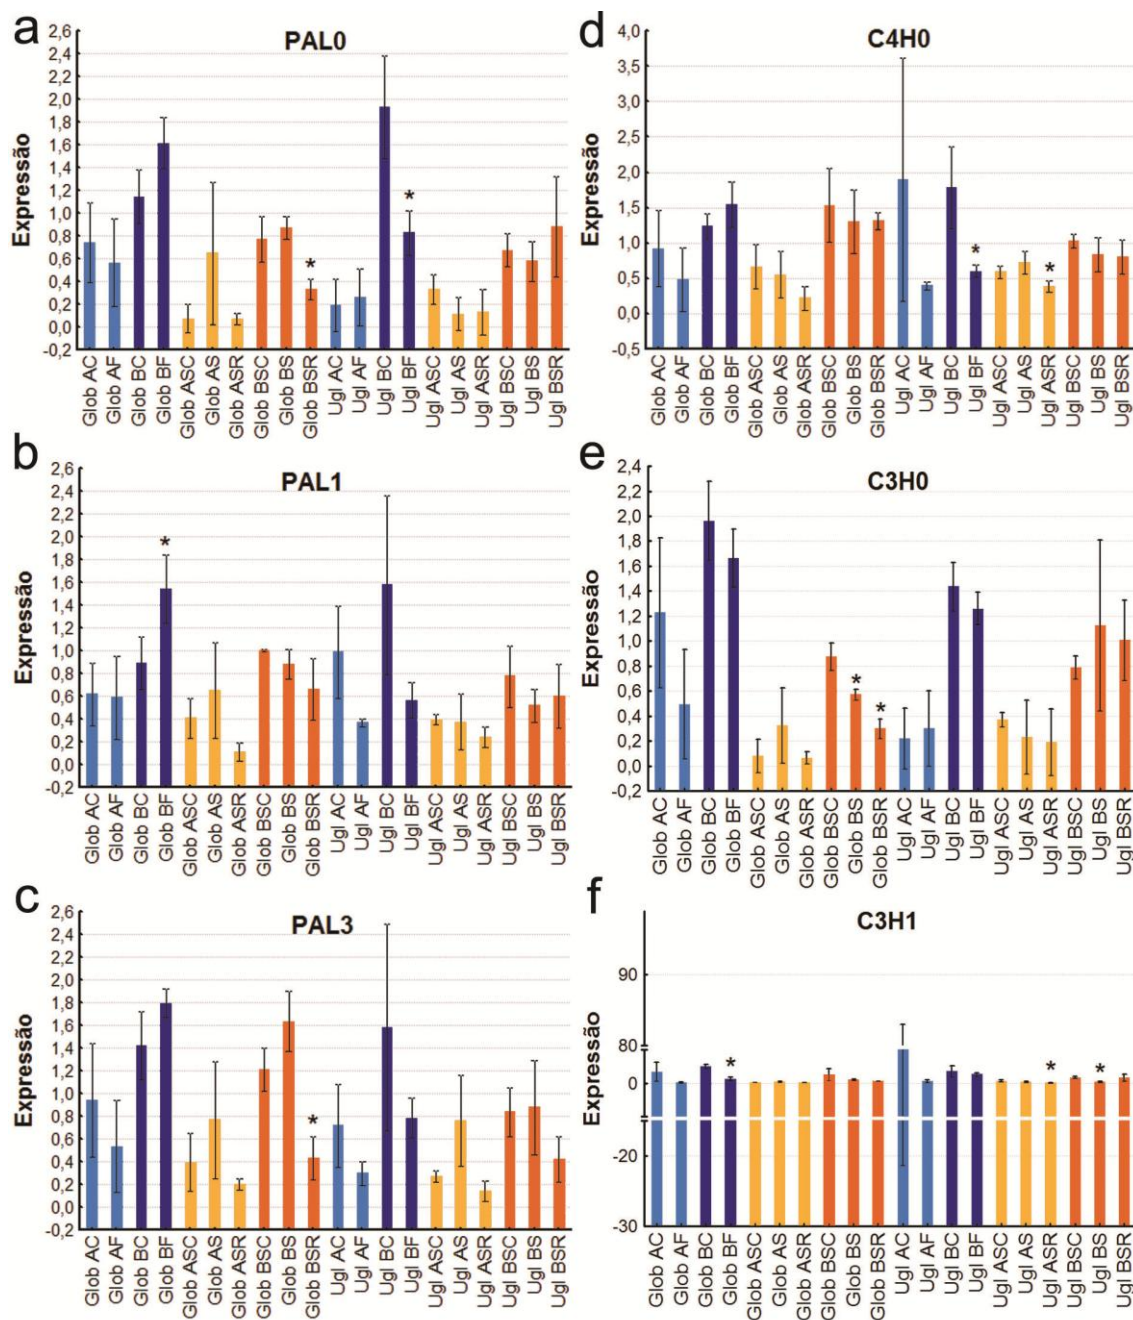 a
PAL0
Expressão
2,6
2,4
2,2
2,0
1,8
1,6
1,4
1,2
1,0
0,8
0,6
0,4
0,2
0,0
-0,2
*
*
Glob AC
Glob AF
Glob BC
Glob BF
Glob ASC
Glob AS
Glob ASR
Glob BSC
Glob BS
Glob BSR
Ugl AC
Ugl AF
Ugl BC
Ugl BF
Ugl ASC
Ugl AS
Ugl ASR
Ugl BSC
Ugl BS
Ugl BSR
b
PAL1
Expressão
2,6
2,4
2,2
2,0
1,8
1,6
1,4
1,2
1,0
0,8
0,6
0,4
0,2
0,0
-0,2
*
Glob AC
Glob AF
Glob BC
Glob BF
Glob ASC
Glob AS
Glob ASR
Glob BSC
Glob BS
Glob BSR
Ugl AC
Ugl AF
Ugl BC
Ugl BF
Ugl ASC
Ugl AS
Ugl ASR
Ugl BSC
Ugl BS
Ugl BSR
c
PAL3
Expressão
2,6
2,4
2,2
2,0
1,8
1,6
1,4
1,2
1,0
0,8
0,6
0,4
0,2
0,0
-0,2
*
Glob AC
Glob AF
Glob BC
Glob BF
Glob ASC
Glob AS
Glob ASR
Glob BSC
Glob BS
Glob BSR
Ugl AC
Ugl AF
Ugl BC
Ugl BF
Ugl ASC
Ugl AS
Ugl ASR
Ugl BSC
Ugl BS
Ugl BSR
d
C4H0
Expressão
4,0
3,5
3,0
2,5
2,0
1,5
1,0
0,5
0,0
-0,5
*
*
Glob AC
Glob AF
Glob BC
Glob BF
Glob ASC
Glob AS
Glob ASR
Glob BSC
Glob BS
Glob BSR
Ugl AC
Ugl AF
Ugl BC
Ugl BF
Ugl ASC
Ugl AS
Ugl ASR
Ugl BSC
Ugl BS
Ugl BSR
e
C3H0
Expressão
2,4
2,2
2,0
1,8
1,6
1,4
1,2
1,0
0,8
0,6
0,4
0,2
0,0
-0,2
*
*
Glob AC
Glob AF
Glob BC
Glob BF
Glob ASC
Glob AS
Glob ASR
Glob BSC
Glob BS
Glob BSR
Ugl AC
Ugl AF
Ugl BC
Ugl BF
Ugl ASC
Ugl AS
Ugl ASR
Ugl BSC
Ugl BS
Ugl BSR
f
C3H1
Expressão
90
80
0
-20
-30
*
*
*
Glob AC
Glob AF
Glob BC
Glob BF
Glob ASC
Glob AS
Glob ASR
Glob BSC
Glob BS
Glob BSR
Ugl AC
Ugl AF
Ugl BC
Ugl BF
Ugl ASC
Ugl AS
Ugl ASR
Ugl BSC
Ugl BS
Ugl BSR